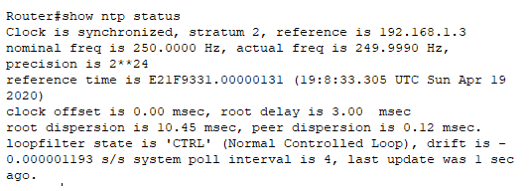 Router#show ntp status
Clock is synchronized, stratum 2, reference is 192.168.1.3
nominal freq is 250.0000 Hz, actual freq is 249.9990 Hz,
precision is 2**24
reference time is E21F9331.00000131 (19:8:33.305 UTC Sun Apr 19
2020)
clock offset is 0.00 msec, root delay is 3.00  msec
root dispersion is 10.45 msec, peer dispersion is 0.12 msec.
loopfilter state is 'CTRL' (Normal Controlled Loop), drift is -
0.000001193 s/s system poll interval is 4, last update was 1 sec
ago.